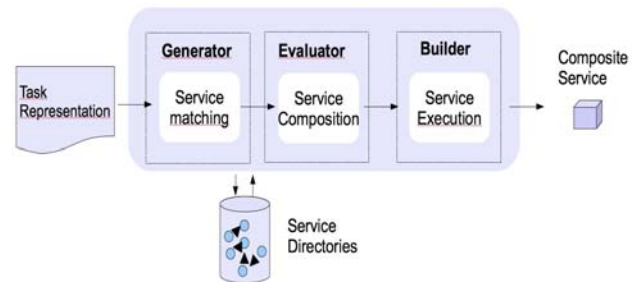 Generator
Evaluator
Builder
Composite
Service
Task
Representation
Service
matching
Service
Composition
Service
Execution
Service
Directories